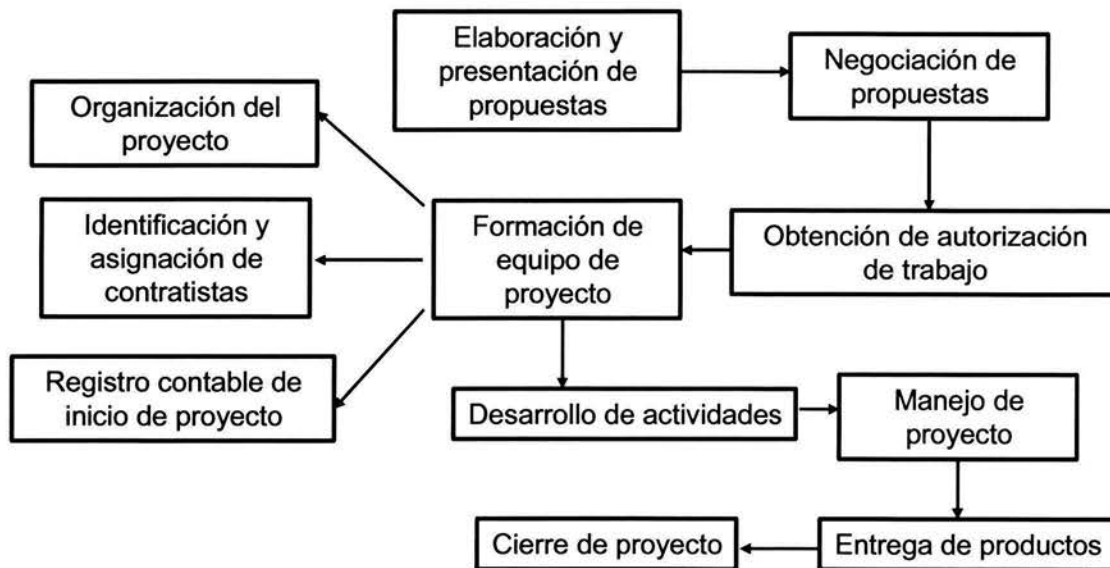 Elaboración y
presentación de
propuestas
Negociación de
propuestas
Organización del
proyecto
Identificación y
asignación de
contratistas
Formación de
equipo de
proyecto
Obtención de autorización
de trabajo
Registro contable de
inicio de proyecto
Desarrollo de actividades
Manejo de
proyecto
Cierre de proyecto
Entrega de productos